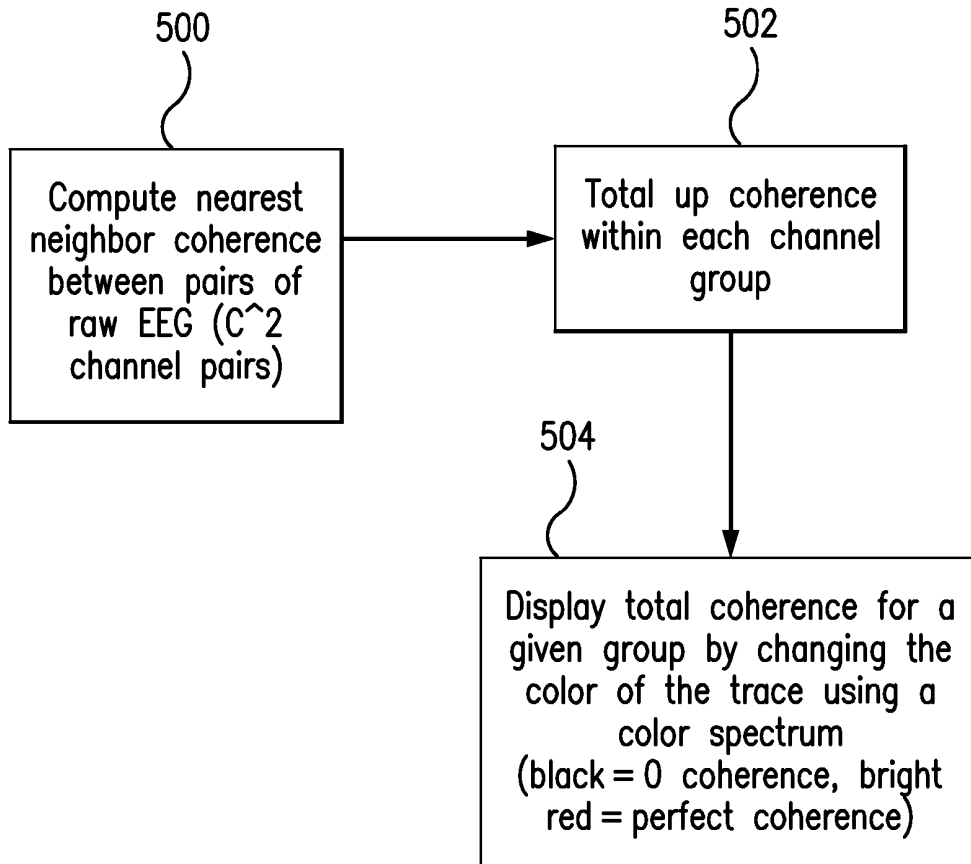 500
Compute nearest
neighbor coherence
between pairs of
raw EEG (C^2
channel pairs)
502
Total up coherence
within each channel
group
504
Display total coherence for a
given group by changing the
color of the trace using a
color spectrum
(black = 0 coherence, bright
red = perfect coherence)